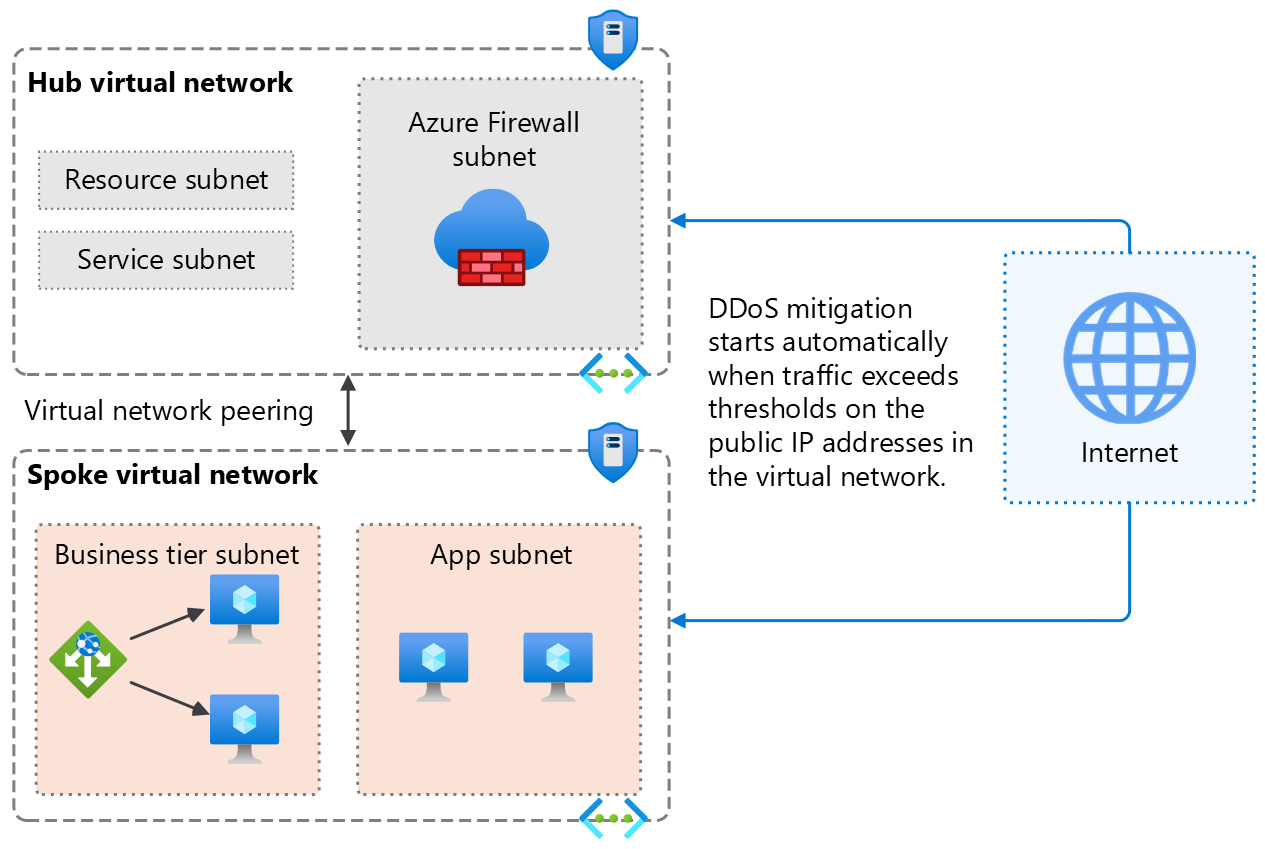 Hub virtual network
Azure Firewall
subnet
Resource subnet
Service subnet
Virtual network peering
Spoke virtual network
Business tier subnet
App subnet
DDoS mitigation
starts automatically
when traffic exceeds
thresholds on the
public IP addresses in
the virtual network.
Internet